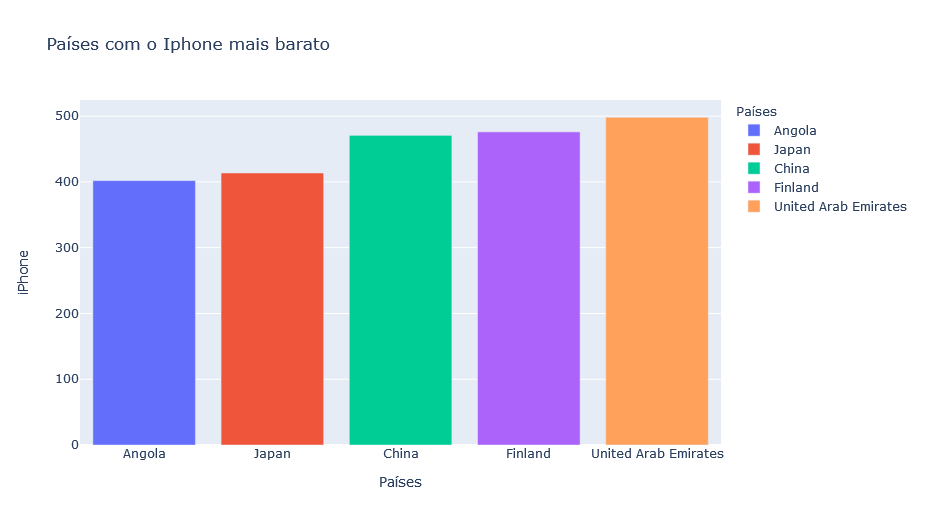 Países com o Iphone mais barato
500
400
300
200
100
0
iPhone
Angola
Japan
China
Finland
United Arab Emirates
Países
Países
Angola
Japan
China
Finland
United Arab Emirates